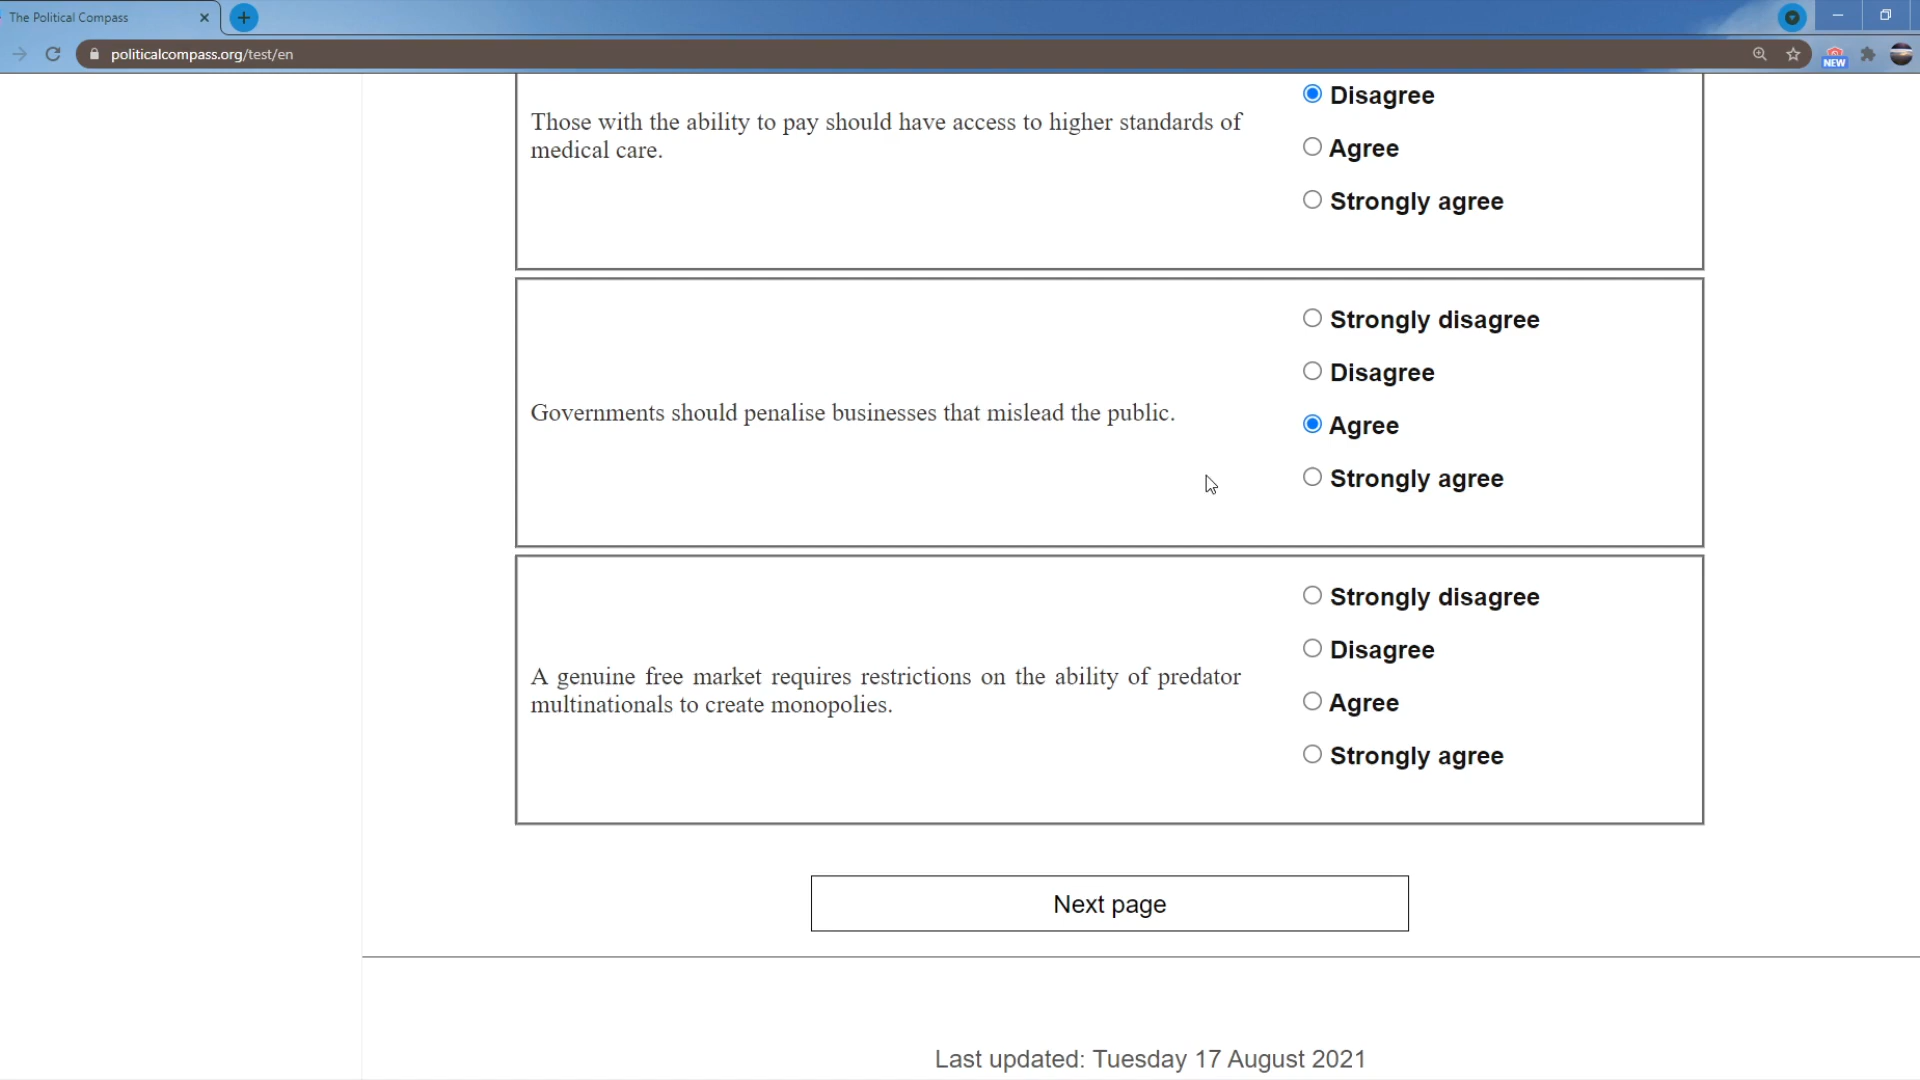 The Political Compass
politicalcompass.org/test/en
NEW
Disagree
Those with the ability to pay should have access to higher standards of
medical care.
Agree
Strongly agree
Strongly disagree
Disagree
Governments should penalise businesses that mislead the public.
Agree
Strongly agree
Strongly disagree
Disagree
A genuine free market requires restrictions on the ability of predator
multinationals to create monopolies.
Agree
Strongly agree
Next page
Last updated: Tuesday 17 August 2021